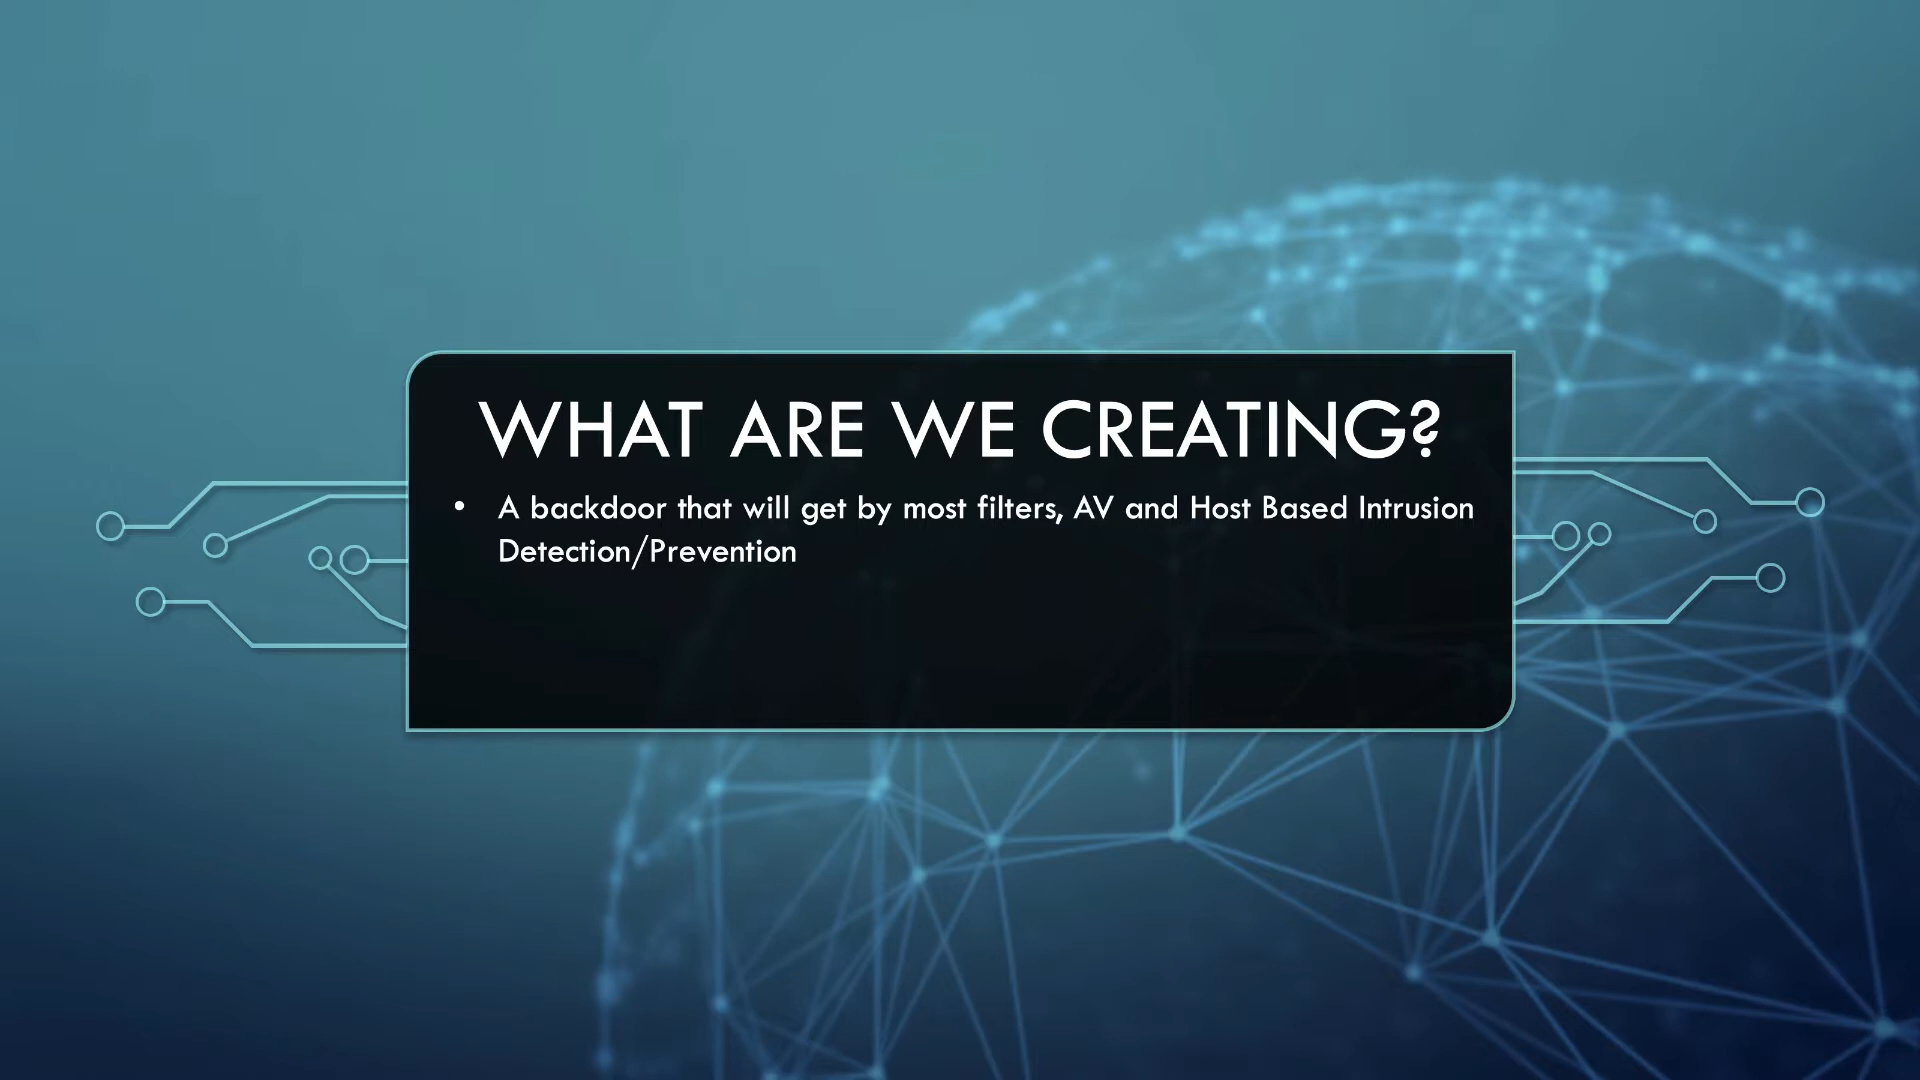 WHAT ARE WE CREATING?
• A backdoor that will get by most filters, AV and Host Based Intrusion
Detection/Prevention